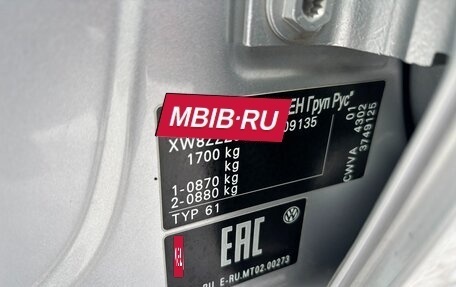 ЕН Груп Рус"
MBIB.RU
09135
XW8ZZZ
1700 kg
kg
1-0870 kg
2-0880 kg
TYP 61
CWVA 4302
01
3749125
EAC
E-RU.MT02.00273